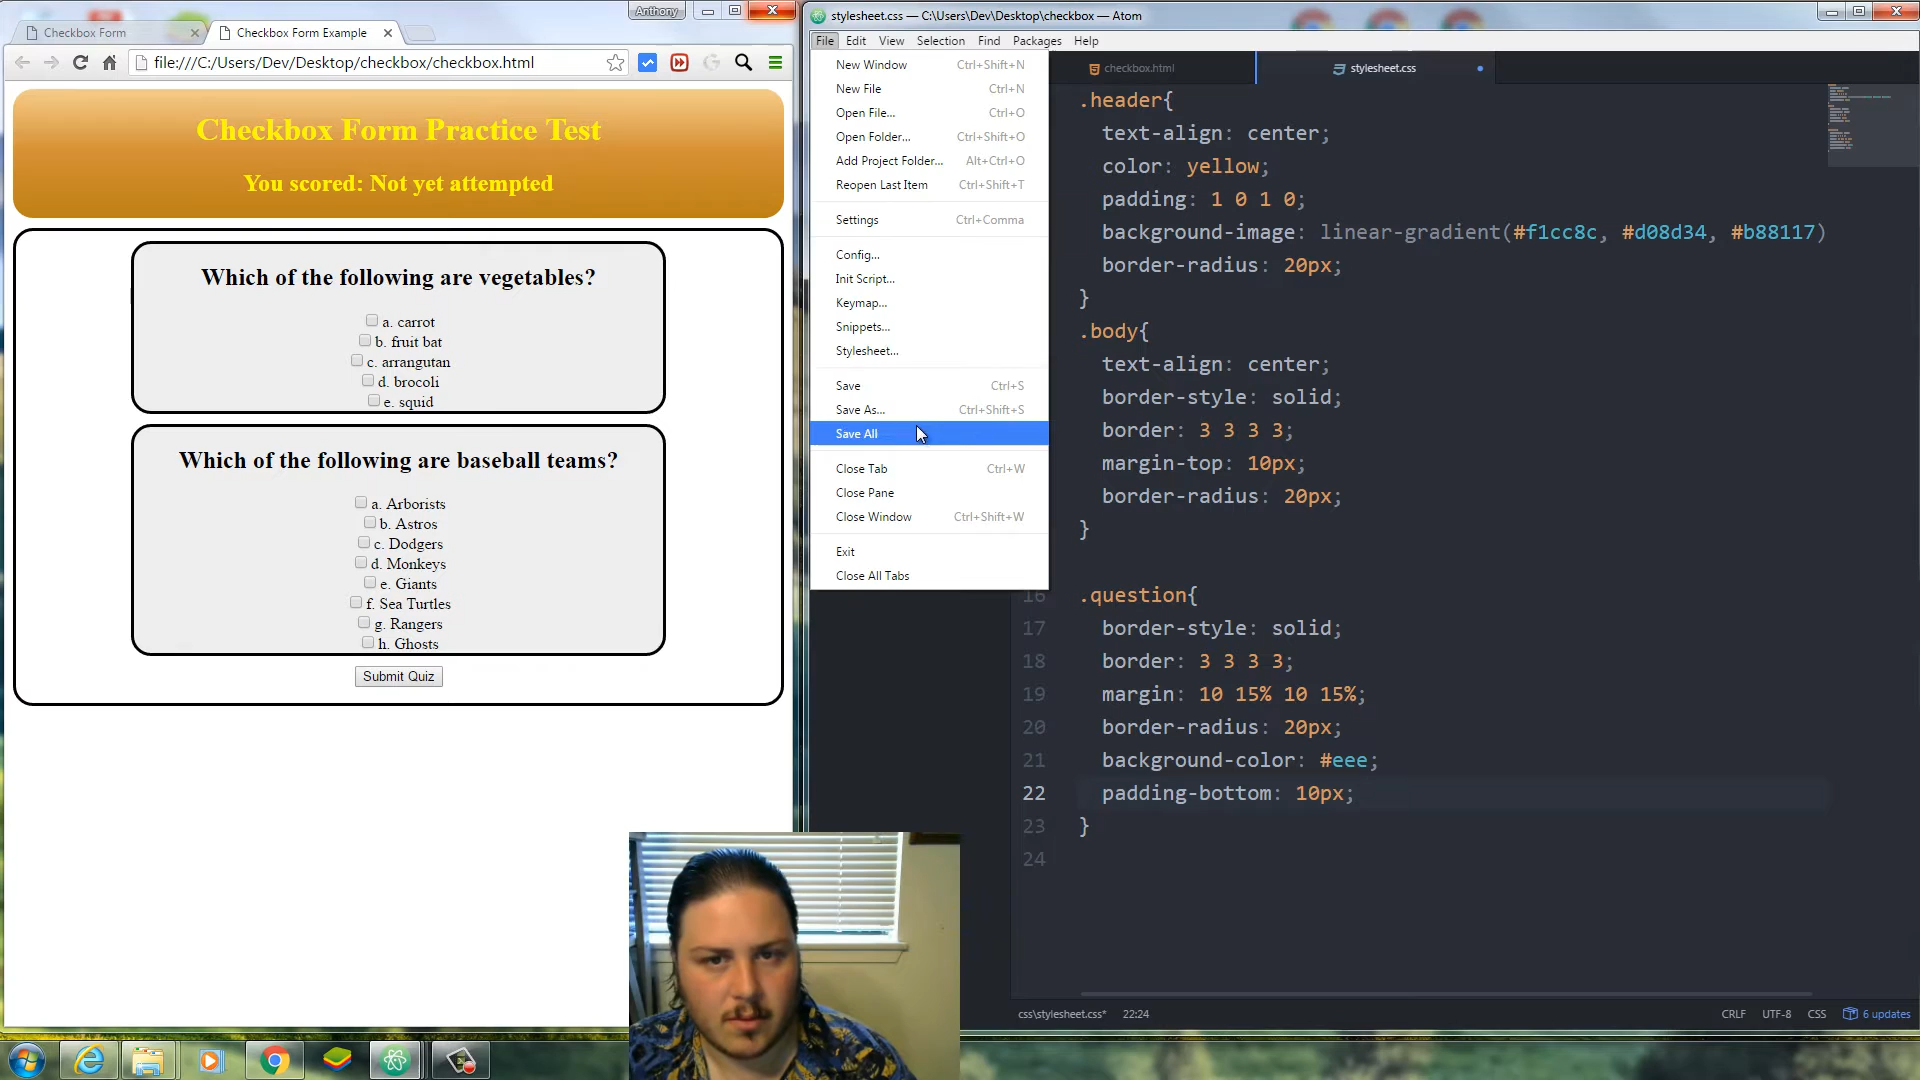 Anthony
Checkbox Form
Checkbox Form Example
file:///C:/Users/Dev/Desktop/checkbox/checkbox.html
Checkbox Form Practice Test
You scored: Not yet attempted
Which of the following are vegetables?
a. carrot
b. fruit bat
c. arrangutan
d. brocoli
e. squid
Which of the following are baseball teams?
a. Arborists
b. Astros
c. Dodgers
d. Monkeys
e. Giants
f. Sea Turtles
g. Rangers
h. Ghosts
Submit Quiz
stylesheet.css — C:\Users\Dev\Desktop\checkbox — Atom
File Edit View Selection Find Packages Help
New Window Ctrl+Shift+N
New File Ctrl+N
Open File... Ctrl+O
Open Folder... Ctrl+Shift+O
Add Project Folder... Alt+Ctrl+O
Reopen Last Item Ctrl+Shift+T
Settings Ctrl+Comma
Config...
Init Script...
Keymap...
Snippets...
Stylesheet...
Save Ctrl+S
Save As... Ctrl+Shift+S
Save All
Close Tab Ctrl+W
Close Pane
Close Window Ctrl+Shift+W
Exit
Close All Tabs
checkbox.html
stylesheet.css
.header{
text-align: center;
color: yellow;
padding: 1 0 1 0;
background-image: linear-gradient(#f1cc8c, #d08d34, #b88117)
border-radius: 20px;
}
.body{
text-align: center;
border-style: solid;
border: 3 3 3 3;
margin-top: 10px;
border-radius: 20px;
}
16 .question{
17 border-style: solid;
18 border: 3 3 3 3;
19 margin: 10 15% 10 15%;
20 border-radius: 20px;
21 background-color: #eee;
22 padding-bottom: 10px;
23 }
24
css\stylesheet.css* 22:24
CRLF UTF-8 CSS 6 updates